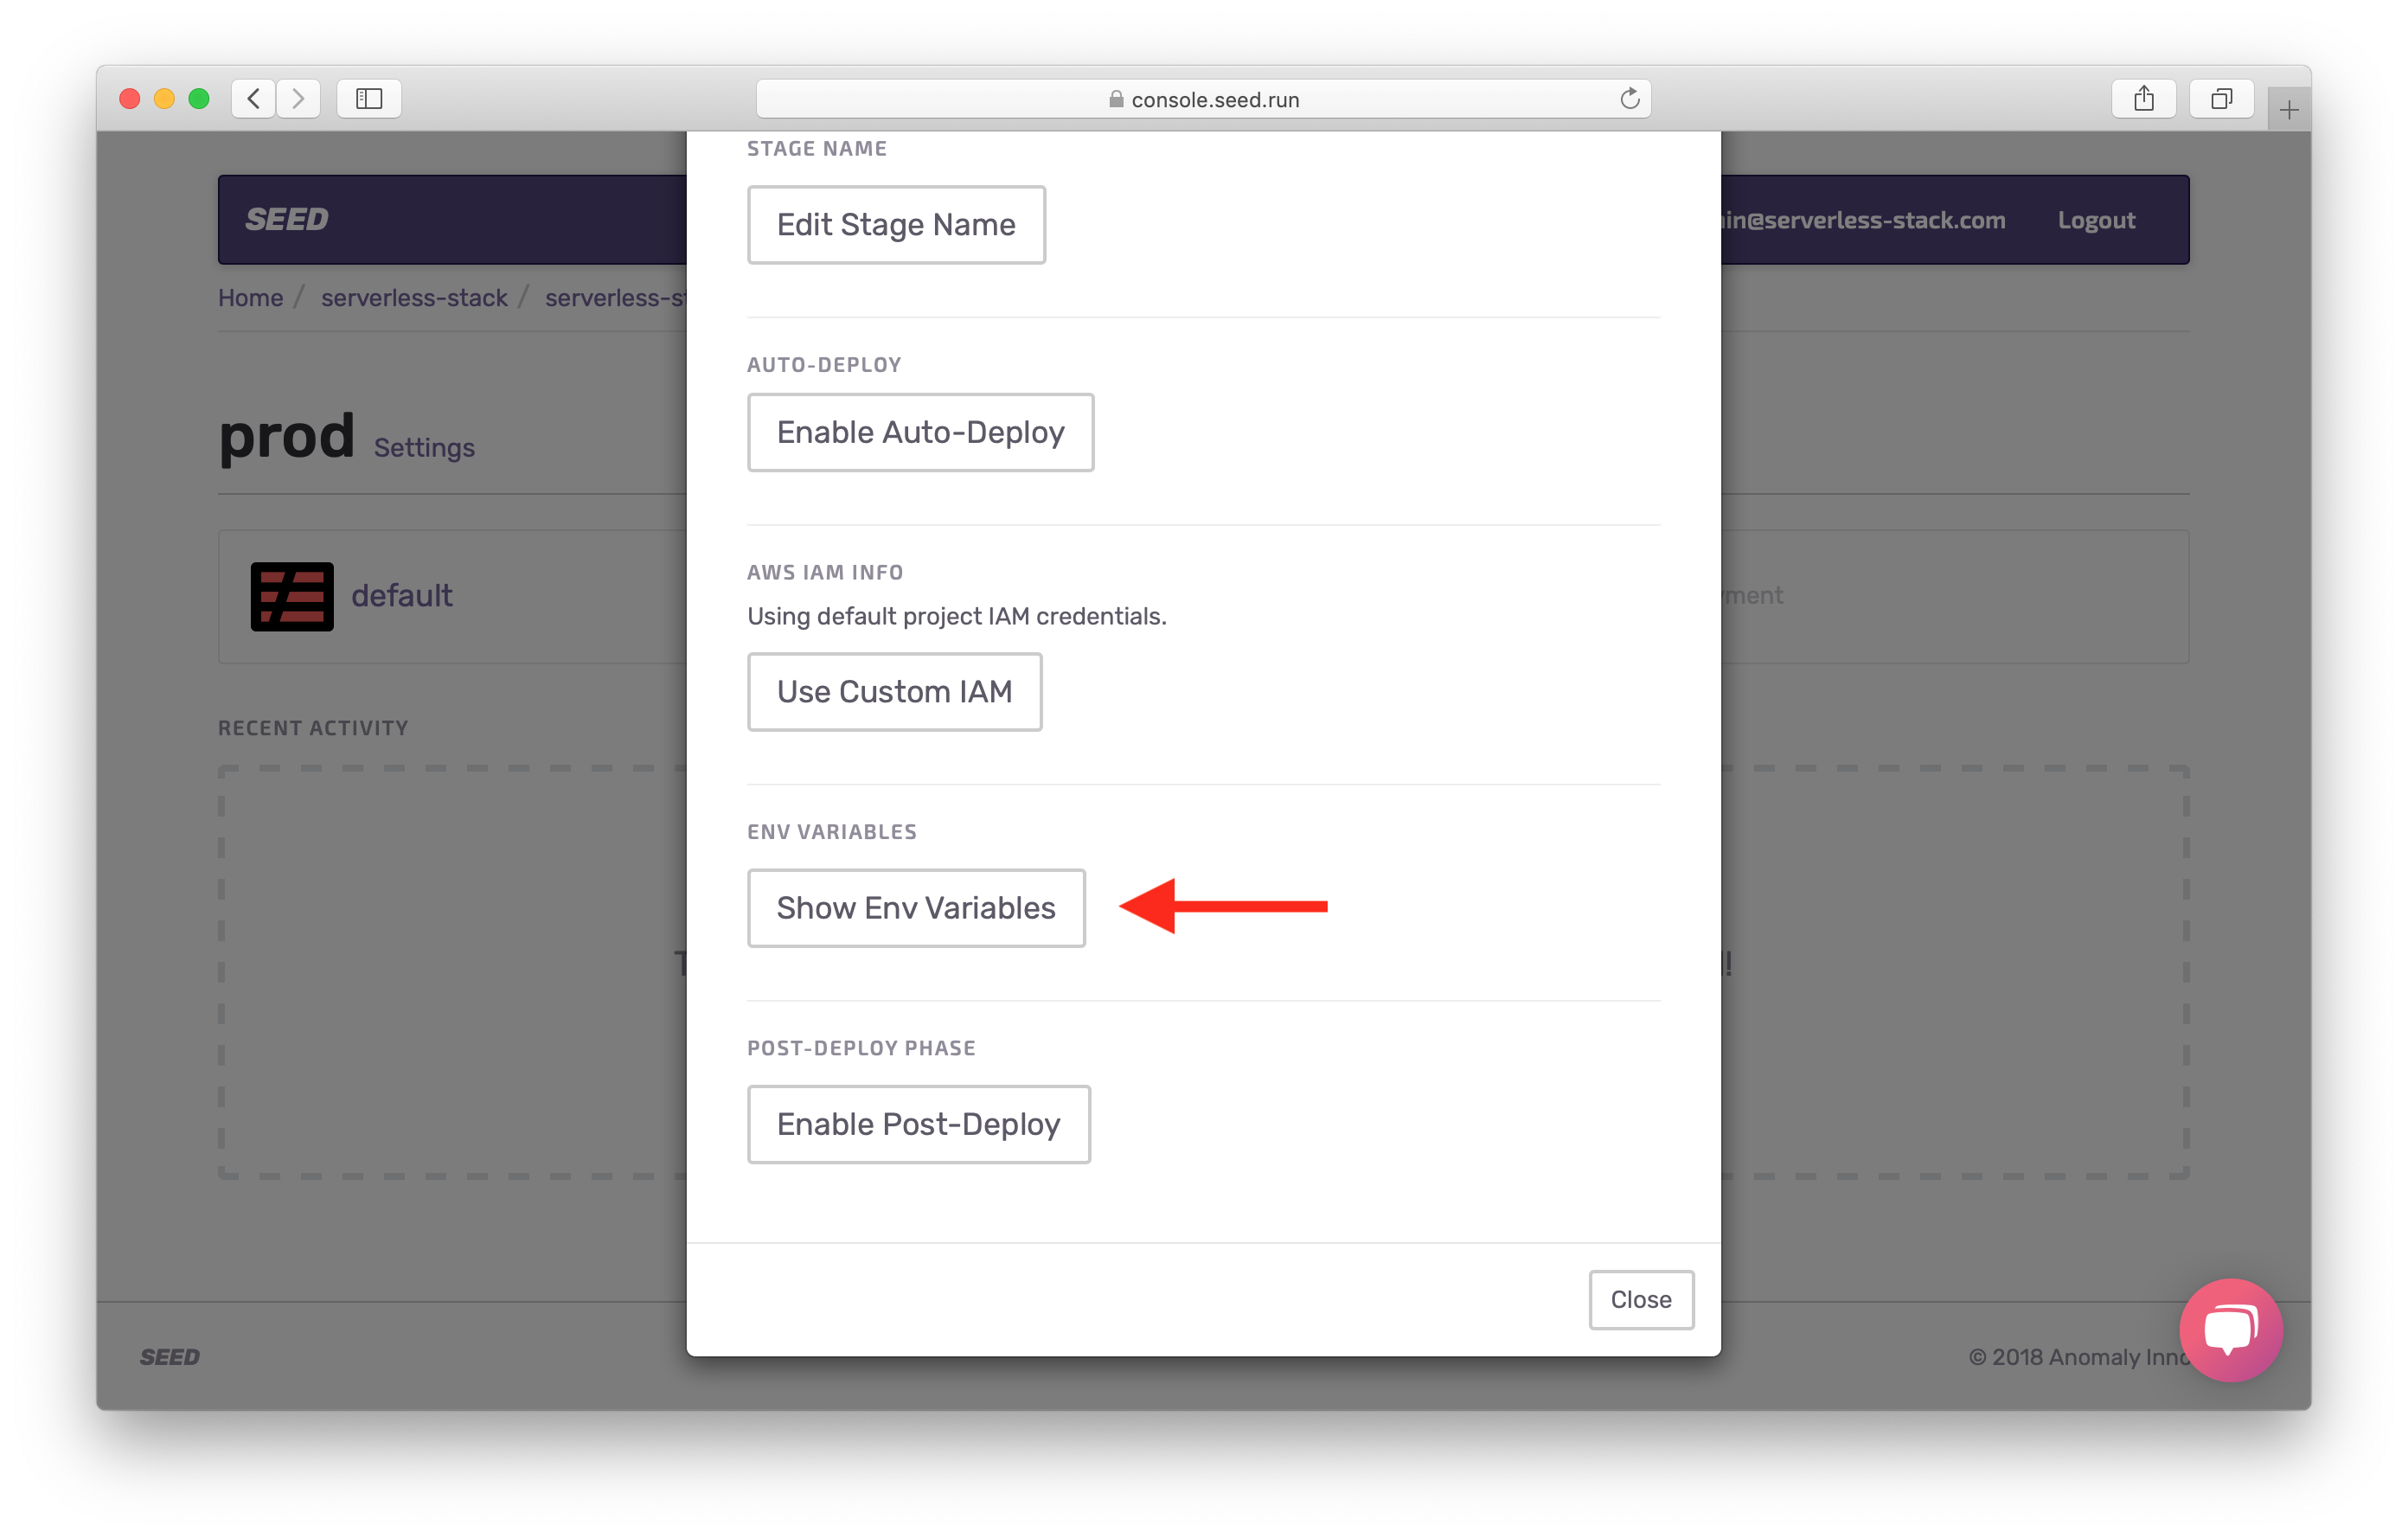 console.seed.run
STAGE NAME
Edit Stage Name
SEED
in@serverless-stack.com Logout
Home / serverless-stack / serverless-st
AUTO-DEPLOY
Enable Auto-Deploy
prod Settings
AWS IAM INFO
Using default project IAM credentials.
default
Use Custom IAM
RECENT ACTIVITY
ENV VARIABLES
Show Env Variables
POST-DEPLOY PHASE
Enable Post-Deploy
Close
SEED
© 2018 Anomaly Inno